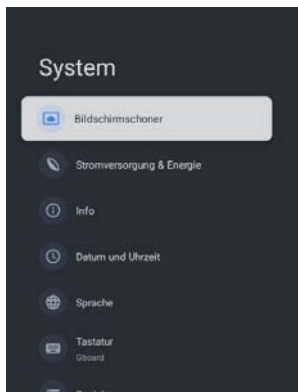 System
Bildschirmschoner
Stromversorgung & Energie
Info
Datum und Uhrzeit
Sprache
Tastatur
Gboard